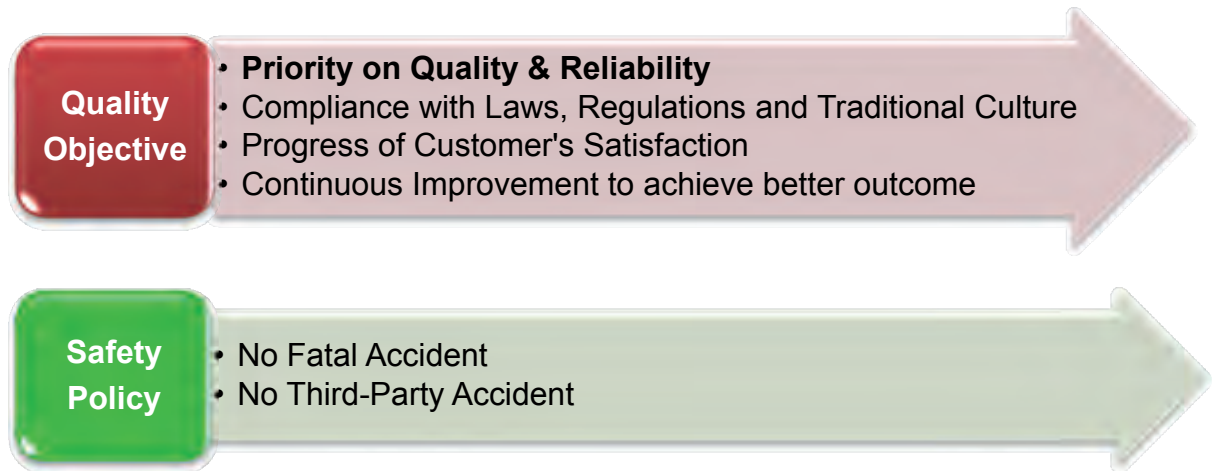 Quality
Objective
• Priority on Quality & Reliability
• Compliance with Laws, Regulations and Traditional Culture
• Progress of Customer's Satisfaction
• Continuous Improvement to achieve better outcome
Safety
Policy
• No Fatal Accident
• No Third-Party Accident